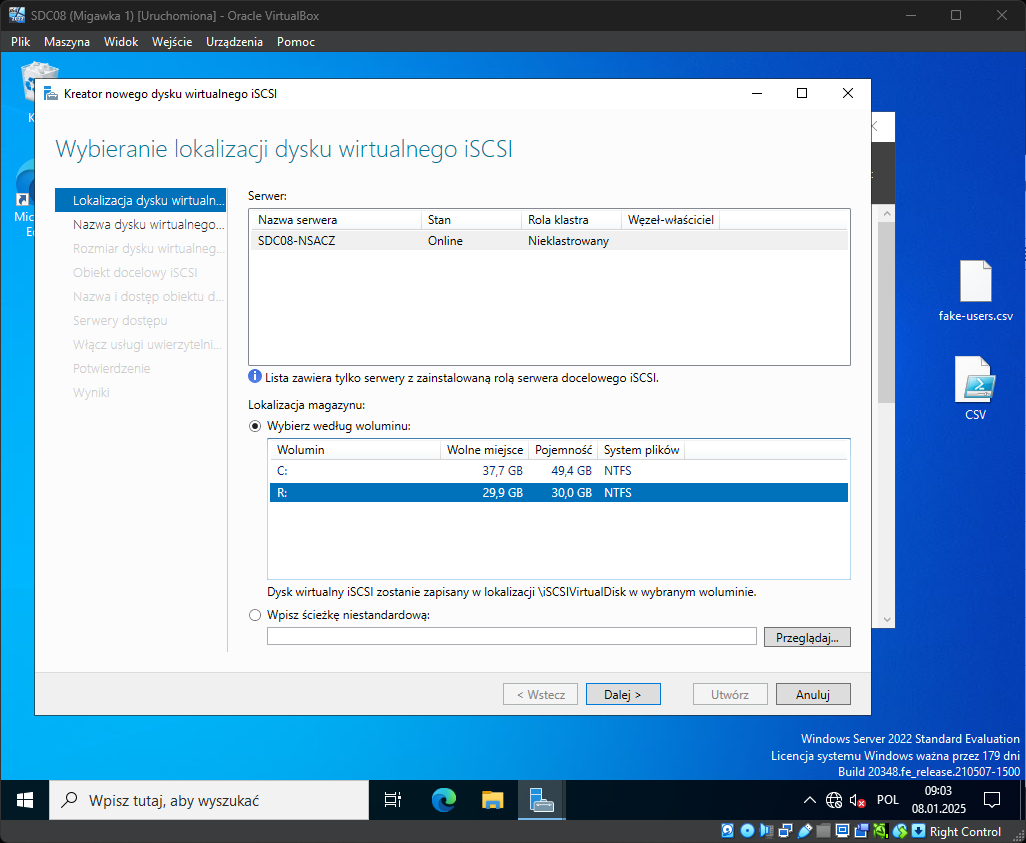 SDC08 (Migawka 1) [Uruchomiona] - Oracle VirtualBox
Plik Maszyna Widok Wejście Urządzenia Pomoc
Kreator nowego dysku wirtualnego iSCSI
Wybieranie lokalizacji dysku wirtualnego iSCSI
Lokalizacja dysku wirtualn...
Nazwa dysku wirtualnego...
Rozmiar dysku wirtualneg...
Obiekt docelowy iSCSI
Nazwa i dostęp obiektu d...
Serwery dostępu
Włącz usługi uwierzytelni...
Potwierdzenie
Wyniki
Serwer:
Nazwa serwera Stan Rola klastra Węzeł-właściciel
SDC08-NSACZ Online Nieklastrowany
Lista zawiera tylko serwery z zainstalowaną rolą serwera docelowego iSCSI.
Lokalizacja magazynu:
Wybierz według woluminu:
Wolumin Wolne miejsce Pojemność System plików
C: 37,7 GB 49,4 GB NTFS
R: 29,9 GB 30,0 GB NTFS
Dysk wirtualny iSCSI zostanie zapisany w lokalizacji \iSCSIVirtualDisk w wybranym woluminie.
Wpisz ścieżkę niestandardową:
Przeglądaj...
< Wstecz Dalej > Utwórz Anuluj
K
Mic
Ec
fake-users.csv
CSV
Windows Server 2022 Standard Evaluation
Licencja systemu Windows ważna przez 179 dni
Build 20348.fe_release.210507-1500
Wpisz tutaj, aby wyszukać
POL
09:03
08.01.2025
Right Control